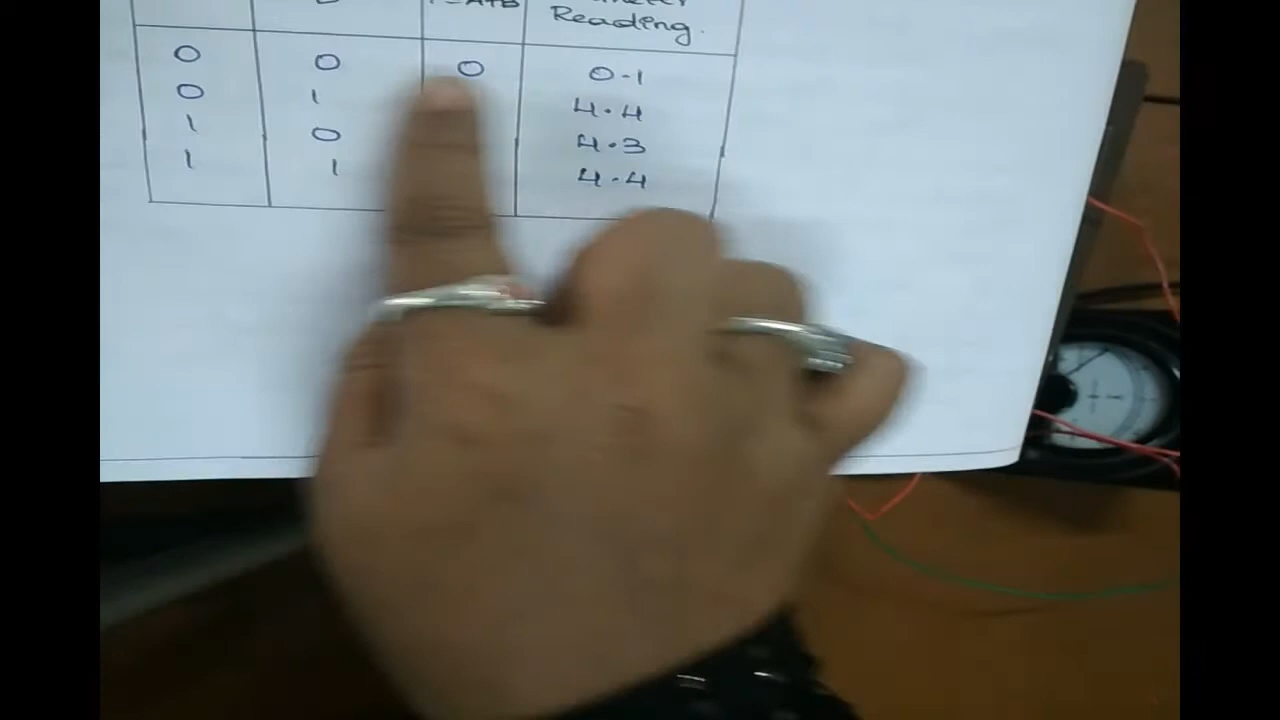 Reading.
0 0 0 0.1
0 1 4.4
1 0 4.3
1 1 4.4